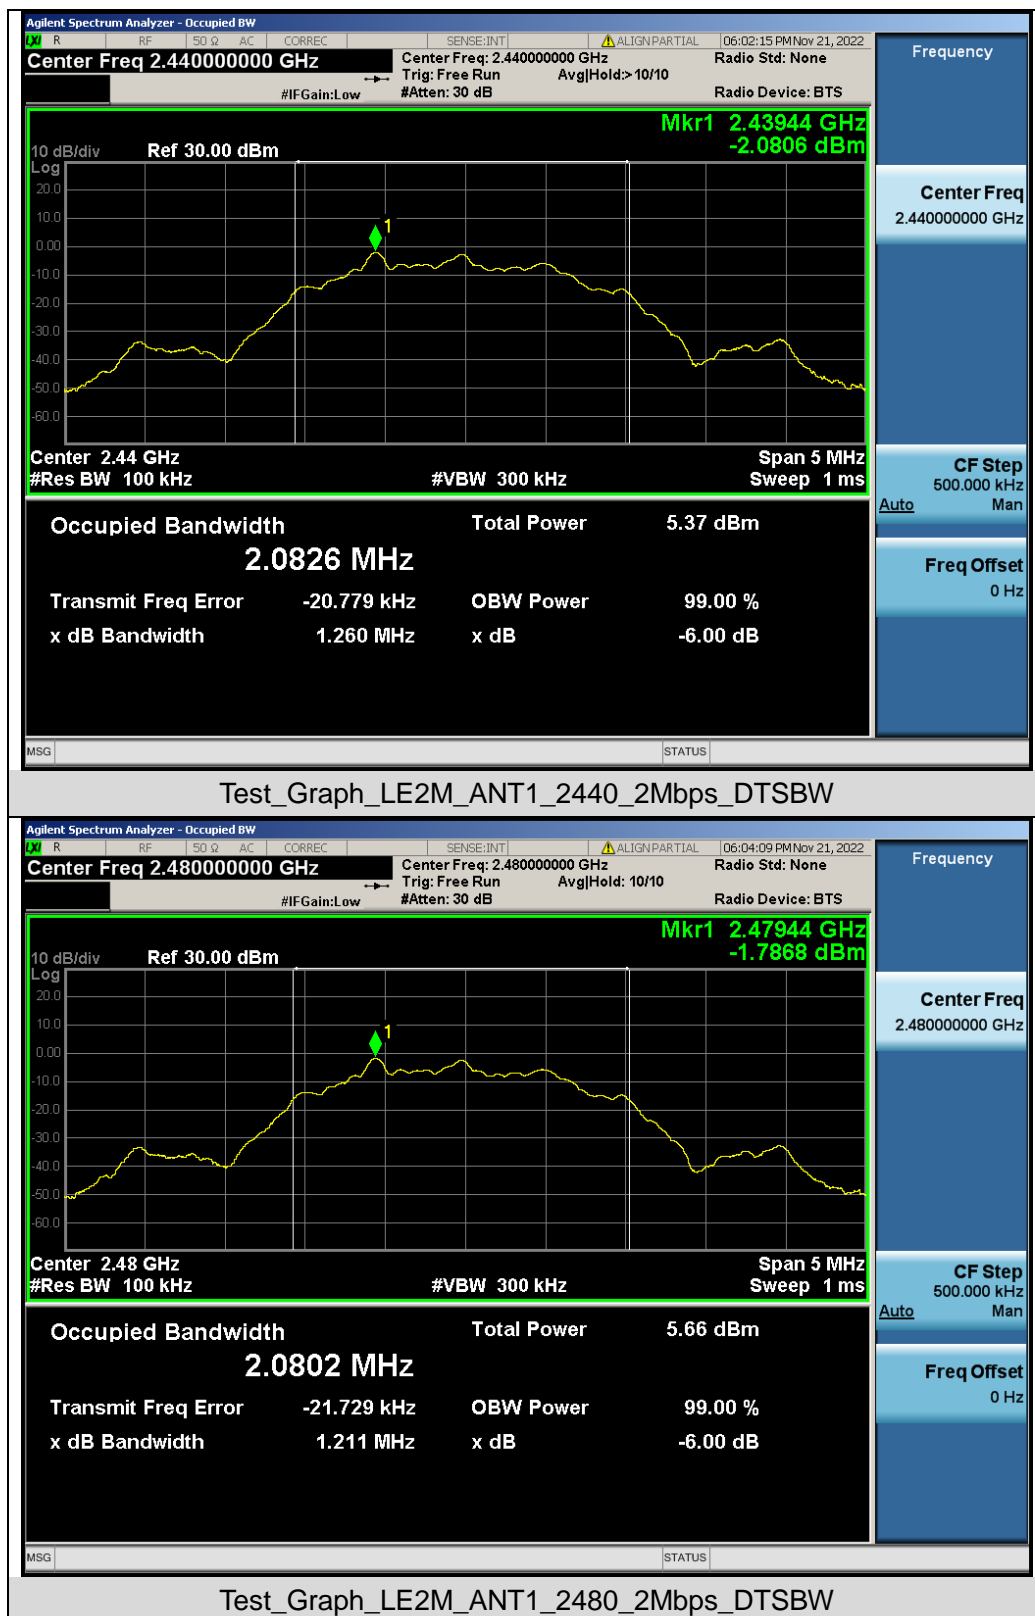 Agilent Spectrum Analyzer - Occupied BW
LXI R RF 50 Ω AC CORREC SENSE:INT ALIGN PARTIAL 06:02:15 PM Nov 21, 2022
Center Freq 2.440000000 GHz
Center Freq: 2.440000000 GHz
Radio Std: None
Trig: Free Run Avg|Hold:> 10/10
#IFGain:Low
#Atten: 30 dB
Radio Device: BTS
Frequency
Mkr1 2.43944 GHz
-2.0806 dBm
10 dB/div Ref 30.00 dBm
Log
20.0
10.0
0.00
-10.0
-20.0
-30.0
-40.0
-50.0
-60.0
1
Center Freq
2.440000000 GHz
Center 2.44 GHz Span 5 MHz
#Res BW 100 kHz #VBW 300 kHz Sweep 1 ms
CF Step
500.000 kHz
Auto Man
Occupied Bandwidth Total Power 5.37 dBm
2.0826 MHz
Freq Offset
0 Hz
Transmit Freq Error -20.779 kHz OBW Power 99.00 %
x dB Bandwidth 1.260 MHz x dB -6.00 dB
MSG STATUS
Test_Graph_LE2M_ANT1_2440_2Mbps_DTSBW
Agilent Spectrum Analyzer - Occupied BW
LXI R RF 50 Ω AC CORREC SENSE:INT ALIGN PARTIAL 06:04:09 PM Nov 21, 2022
Center Freq 2.480000000 GHz
Center Freq: 2.480000000 GHz
Radio Std: None
Trig: Free Run Avg|Hold: 10/10
#IFGain:Low
#Atten: 30 dB
Radio Device: BTS
Frequency
Mkr1 2.47944 GHz
-1.7868 dBm
10 dB/div Ref 30.00 dBm
Log
20.0
10.0
0.00
-10.0
-20.0
-30.0
-40.0
-50.0
-60.0
1
Center Freq
2.480000000 GHz
Center 2.48 GHz Span 5 MHz
#Res BW 100 kHz #VBW 300 kHz Sweep 1 ms
CF Step
500.000 kHz
Auto Man
Occupied Bandwidth Total Power 5.66 dBm
2.0802 MHz
Freq Offset
0 Hz
Transmit Freq Error -21.729 kHz OBW Power 99.00 %
x dB Bandwidth 1.211 MHz x dB -6.00 dB
MSG STATUS
Test_Graph_LE2M_ANT1_2480_2Mbps_DTSBW